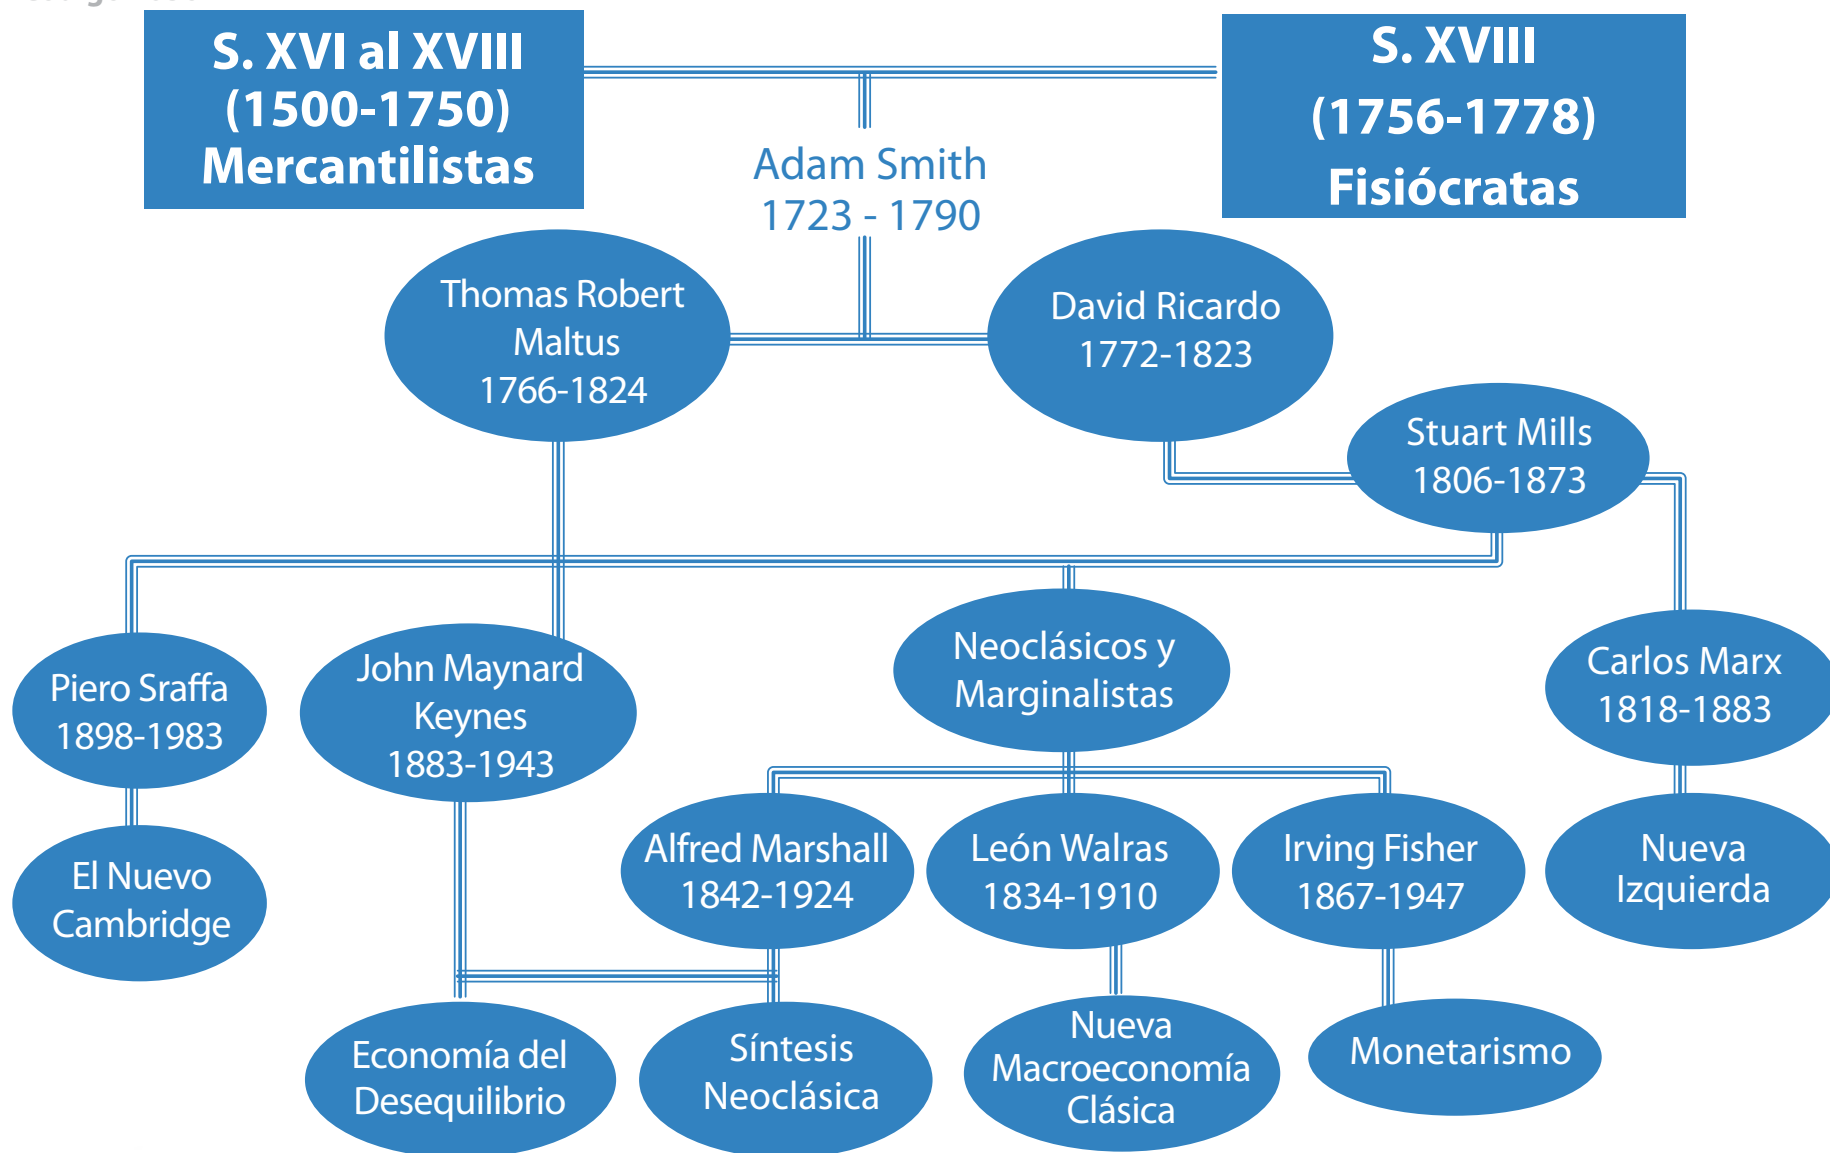 S. XVI al XVIII
(1500-1750)
Mercantilistas
S. XVIII
(1756-1778)
Fisiócratas
Adam Smith
1723 - 1790
Thomas Robert
Maltus
1766-1824
David Ricardo
1772-1823
Stuart Mills
1806-1873
Piero Sraffa
1898-1983
John Maynard
Keynes
1883-1943
Neoclásicos y
Marginalistas
Carlos Marx
1818-1883
El Nuevo
Cambridge
Alfred Marshall
1842-1924
León Walras
1834-1910
Irving Fisher
1867-1947
Nueva
Izquierda
Economía del
Desequilibrio
Síntesis
Neoclásica
Nueva
Macroeconomía
Clásica
Monetarismo